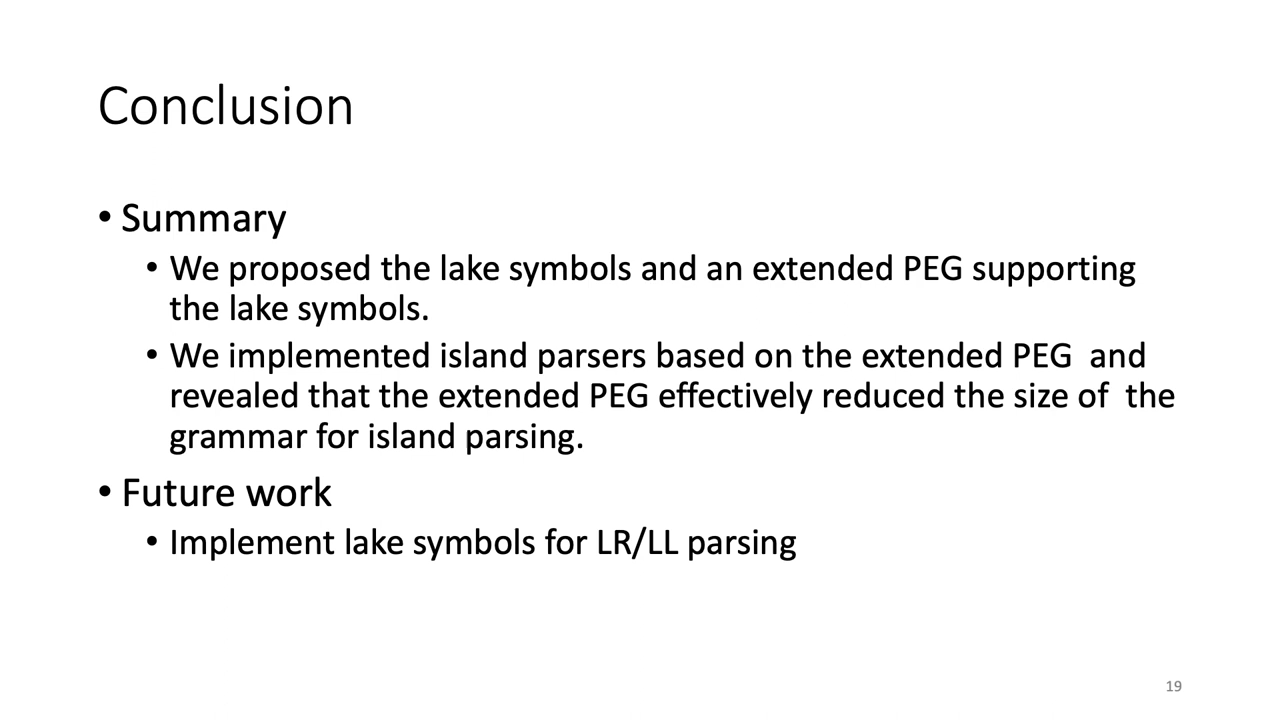 Conclusion
• Summary
• We proposed the lake symbols and an extended PEG supporting
the lake symbols.
• We implemented island parsers based on the extended PEG  and
revealed that the extended PEG effectively reduced the size of  the
grammar for island parsing.
• Future work
• Implement lake symbols for LR/LL parsing
19